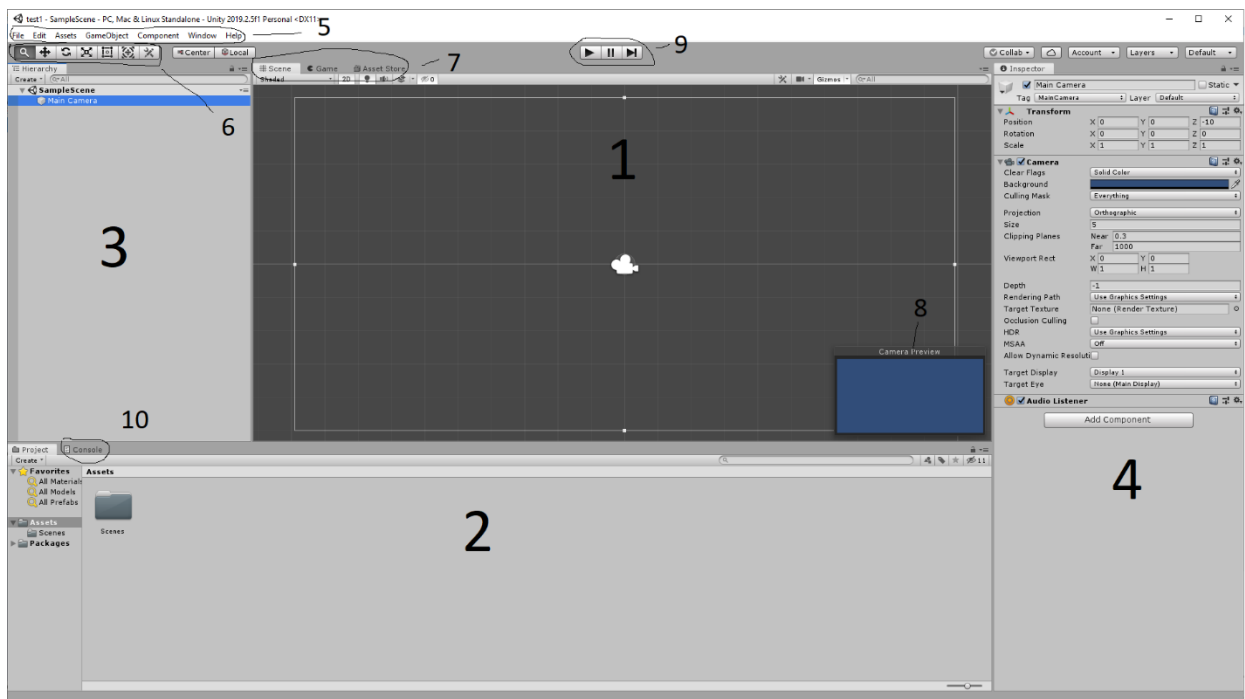 test1 - SampleScene - PC, Mac & Linux Standalone - Unity 2019.2.5f1 Personal <DX11>
5
File Edit Assets GameObject Component Window Help
Center Local
9
Collab Account Layers Default
Hierarchy
Create All
SampleScene
Main Camera
6
3
Scene Game Asset Store
7
Shaded 2D 0 Gizmos All
1
8
Camera Preview
Inspector
Main Camera Static
Tag MainCamera Layer Default
Transform
Position X 0 Y 0 Z -10
Rotation X 0 Y 0 Z 0
Scale X 1 Y 1 Z 1
Camera
Clear Flags Solid Color
Background
Culling Mask Everything
Projection Orthographic
Size 5
Clipping Planes Near 0.3
Far 1000
Viewport Rect X 0 Y 0
W 1 H 1
Depth -1
Rendering Path Use Graphics Settings
Target Texture None (Render Texture)
Occlusion Culling
HDR Use Graphics Settings
MSAA Off
Allow Dynamic Resoluti
Target Display Display 1
Target Eye None (Main Display)
Audio Listener
Add Component
4
10
Project Console
Create 11
Favorites Assets
All Materials
All Models
All Prefabs
Assets
Scenes
Packages
Scenes
2